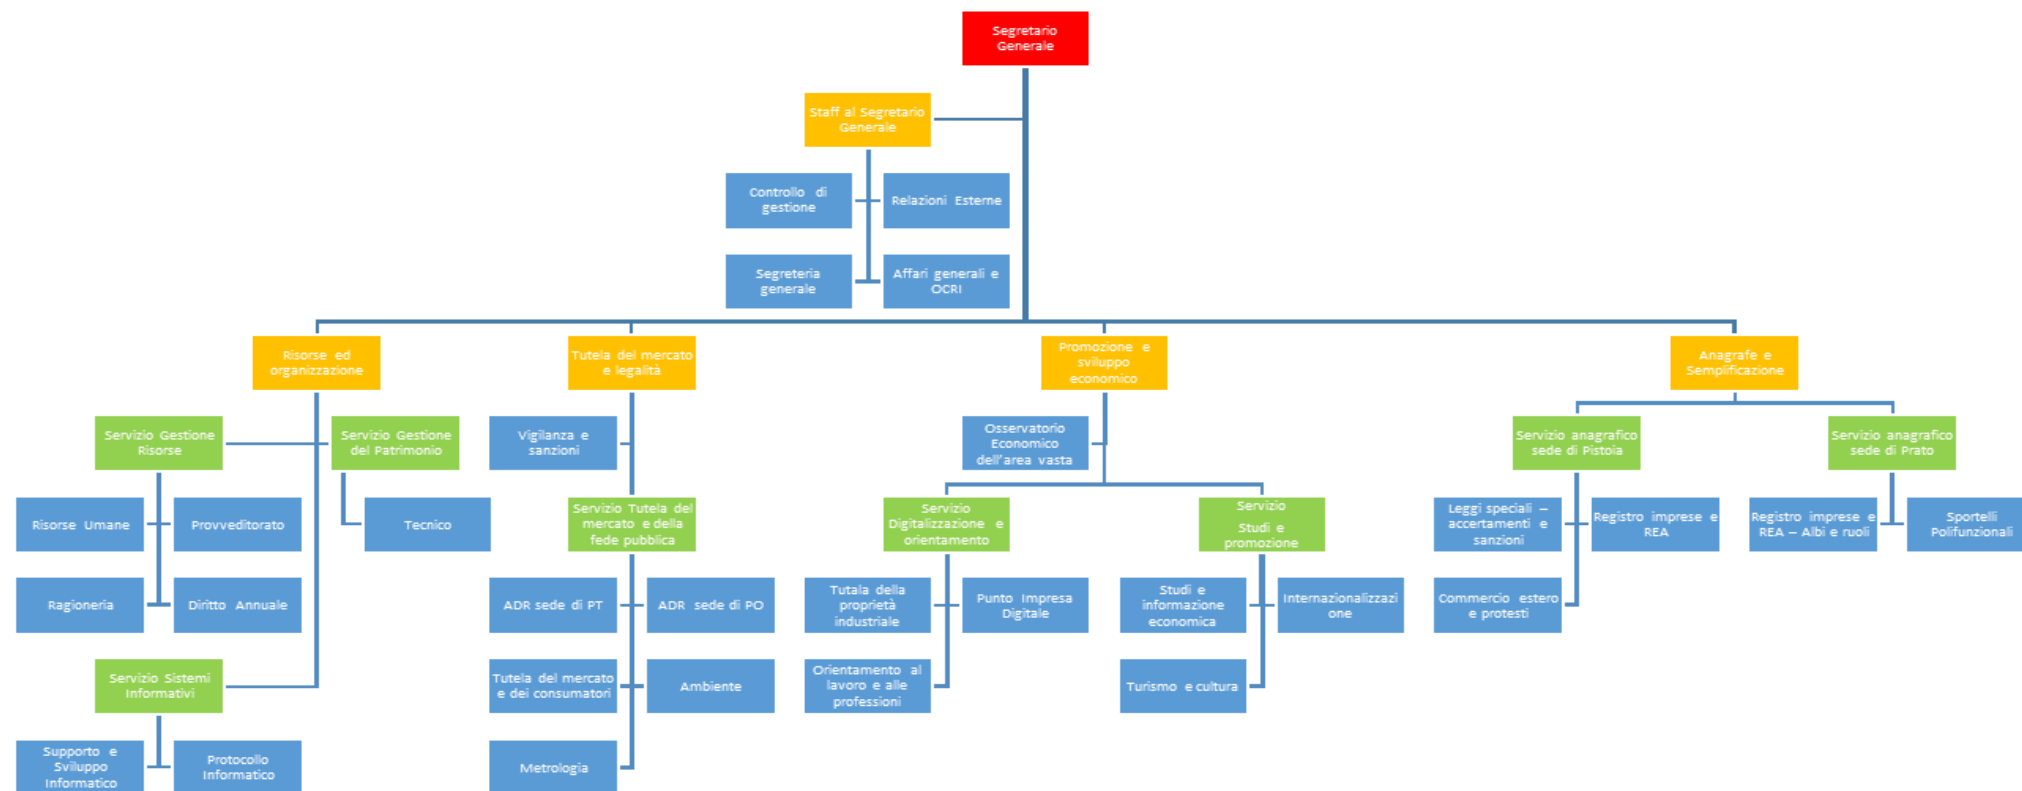 Segretario
Generale
Staff al Segretario
Generale
Controllo di
gestione
Relazioni Esterne
Segreteria
generale
Affari generali e
OCRI
Risorse ed
organizzazione
Tutela del mercato
e legalità
Promozione e
sviluppo
economico
Anagrafe e
Semplificazione
Servizio Gestione
Risorse
Servizio Gestione
del Patrimonio
Vigilanza e
sanzioni
Osservatorio
Economico
dell'area vasta
Servizio anagrafico
sede di Pistoia
Servizio anagrafico
sede di Prato
Risorse Umane
Provveditorato
Tecnico
Servizio Tutela del
mercato e della
fede pubblica
Servizio
Digitalizzazione e
orientamento
Servizio
Studi e
promozione
Leggi speciali –
accertamenti e
sanzioni
Registro imprese e
REA
Registro imprese e
REA – Albi e ruoli
Sportelli
Polifunzionali
Ragioneria
Diritto Annuale
ADR sede di PT
ADR sede di PO
Tutala della
proprietà
industriale
Punto Impresa
Digitale
Studi e
informazione
economica
Internazionalizzazi
one
Commercio estero
e protesti
Servizio Sistemi
Informativi
Tutela del mercato
e dei consumatori
Ambiente
Orientamento al
lavoro e alle
professioni
Turismo e cultura
Supporto e
Sviluppo
Informatico
Protocollo
Informatico
Metrologia